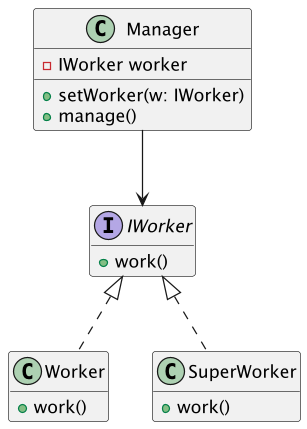 C Manager
IWorker worker
setWorker(w: IWorker)
manage()
I IWorker
work()
C Worker
work()
C SuperWorker
work()